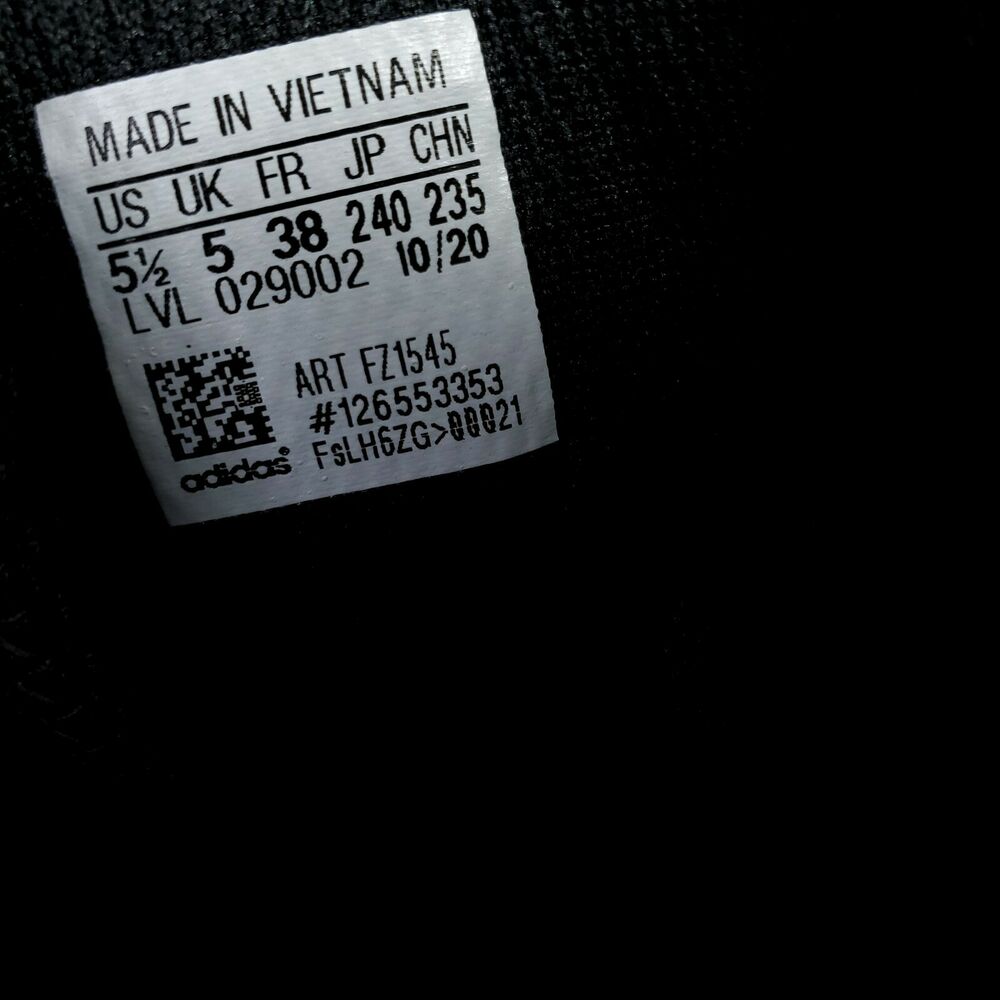 MADE IN VIETNAM
US UK FR JP CHN
5½ 5 38 240 235
LVL 029002 10/20
ART FZ1545
#126553353
FsLH6ZG>00021
adidas®